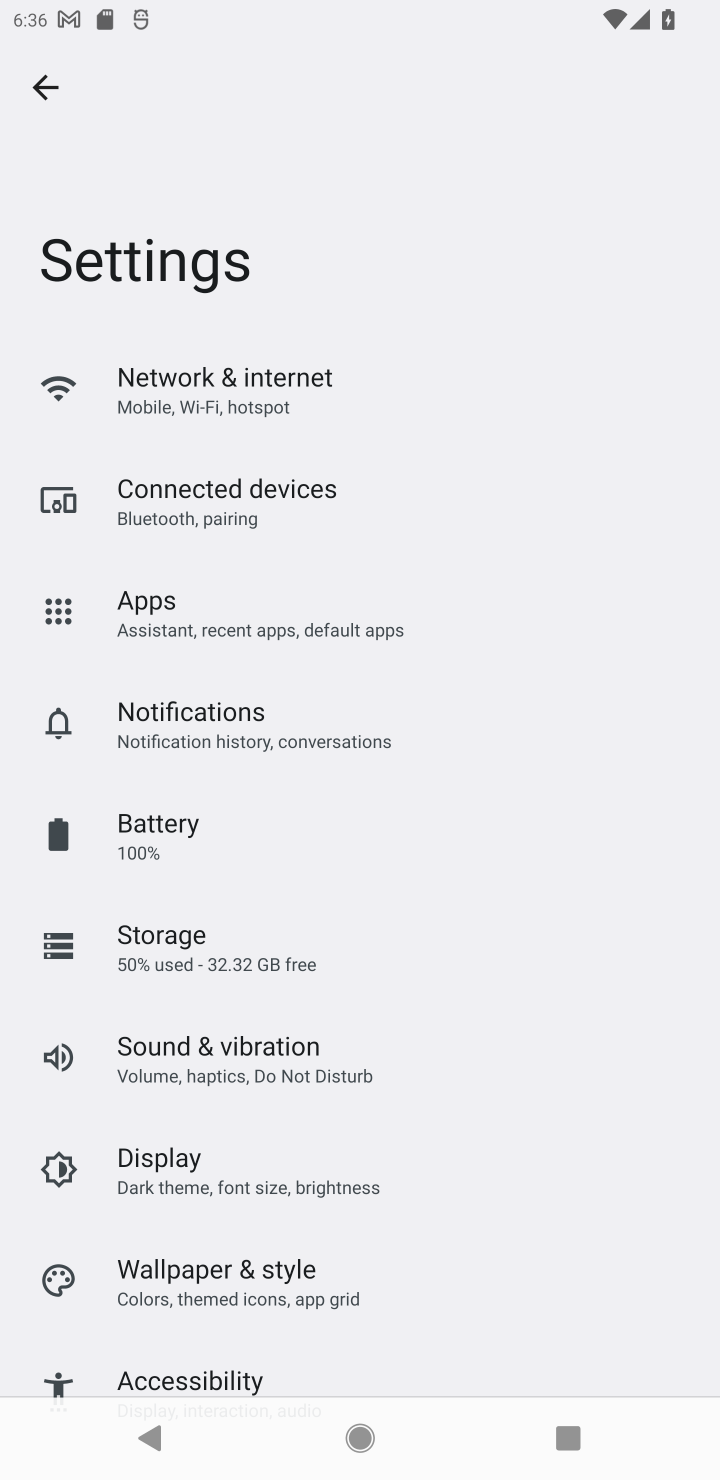 6:36
Settings
Network & internet
Mobile, Wi-Fi, hotspot
Connected devices
Bluetooth, pairing
Apps
Assistant, recent apps, default apps
Notifications
Notification history, conversations
Battery
100%
Storage
50% used - 32.32 GB free
Sound & vibration
Volume, haptics, Do Not Disturb
Display
Dark theme, font size, brightness
Wallpaper & style
Colors, themed icons, app grid
Accessibility
Display, interaction, audio